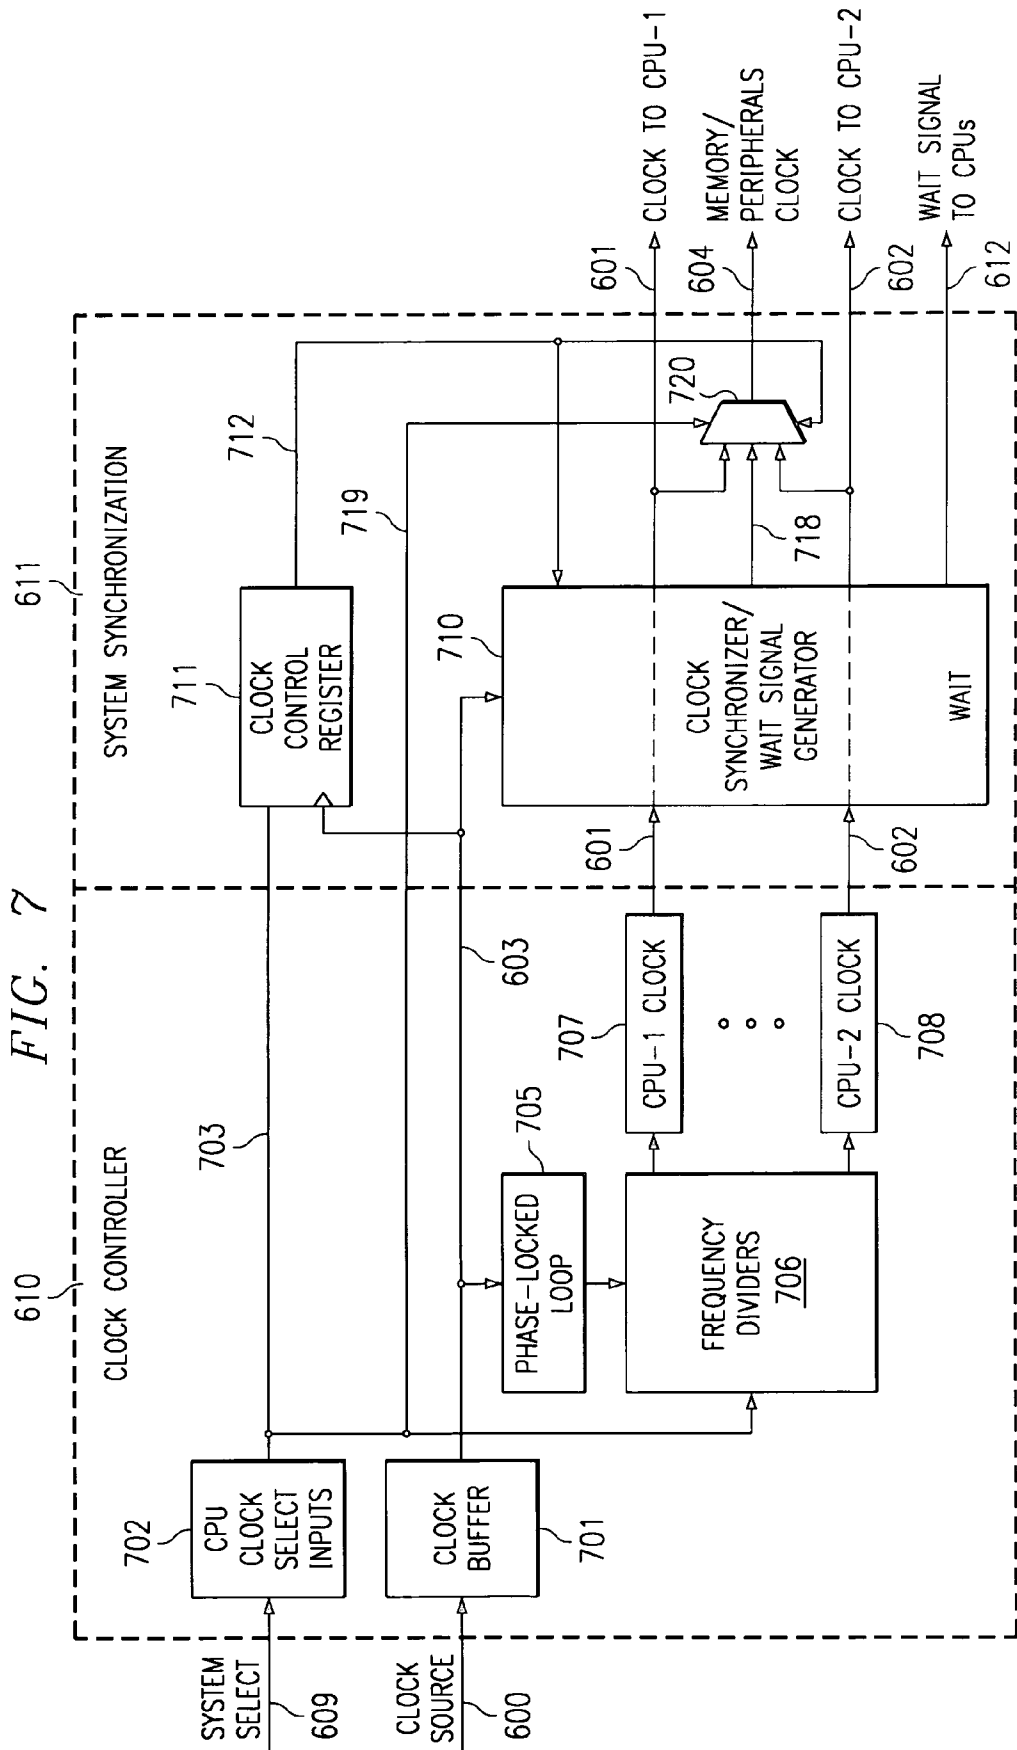 FIG. 7
610
611
CLOCK CONTROLLER
SYSTEM SYNCHRONIZATION
SYSTEM
SELECT
609
702
CPU
CLOCK
SELECT
INPUTS
703
711
CLOCK
CONTROL
REGISTER
712
719
CLOCK
SOURCE
600
CLOCK
BUFFER
701
603
705
PHASE-LOCKED
LOOP
FREQUENCY
DIVIDERS
706
707
CPU-1 CLOCK
CPU-2 CLOCK
708
601
602
710
CLOCK
SYNCHRONIZER/
WAIT SIGNAL
GENERATOR
WAIT
718
720
601
CLOCK TO CPU-1
604
MEMORY/
PERIPHERALS
CLOCK
602
CLOCK TO CPU-2
612
WAIT SIGNAL
TO CPUs